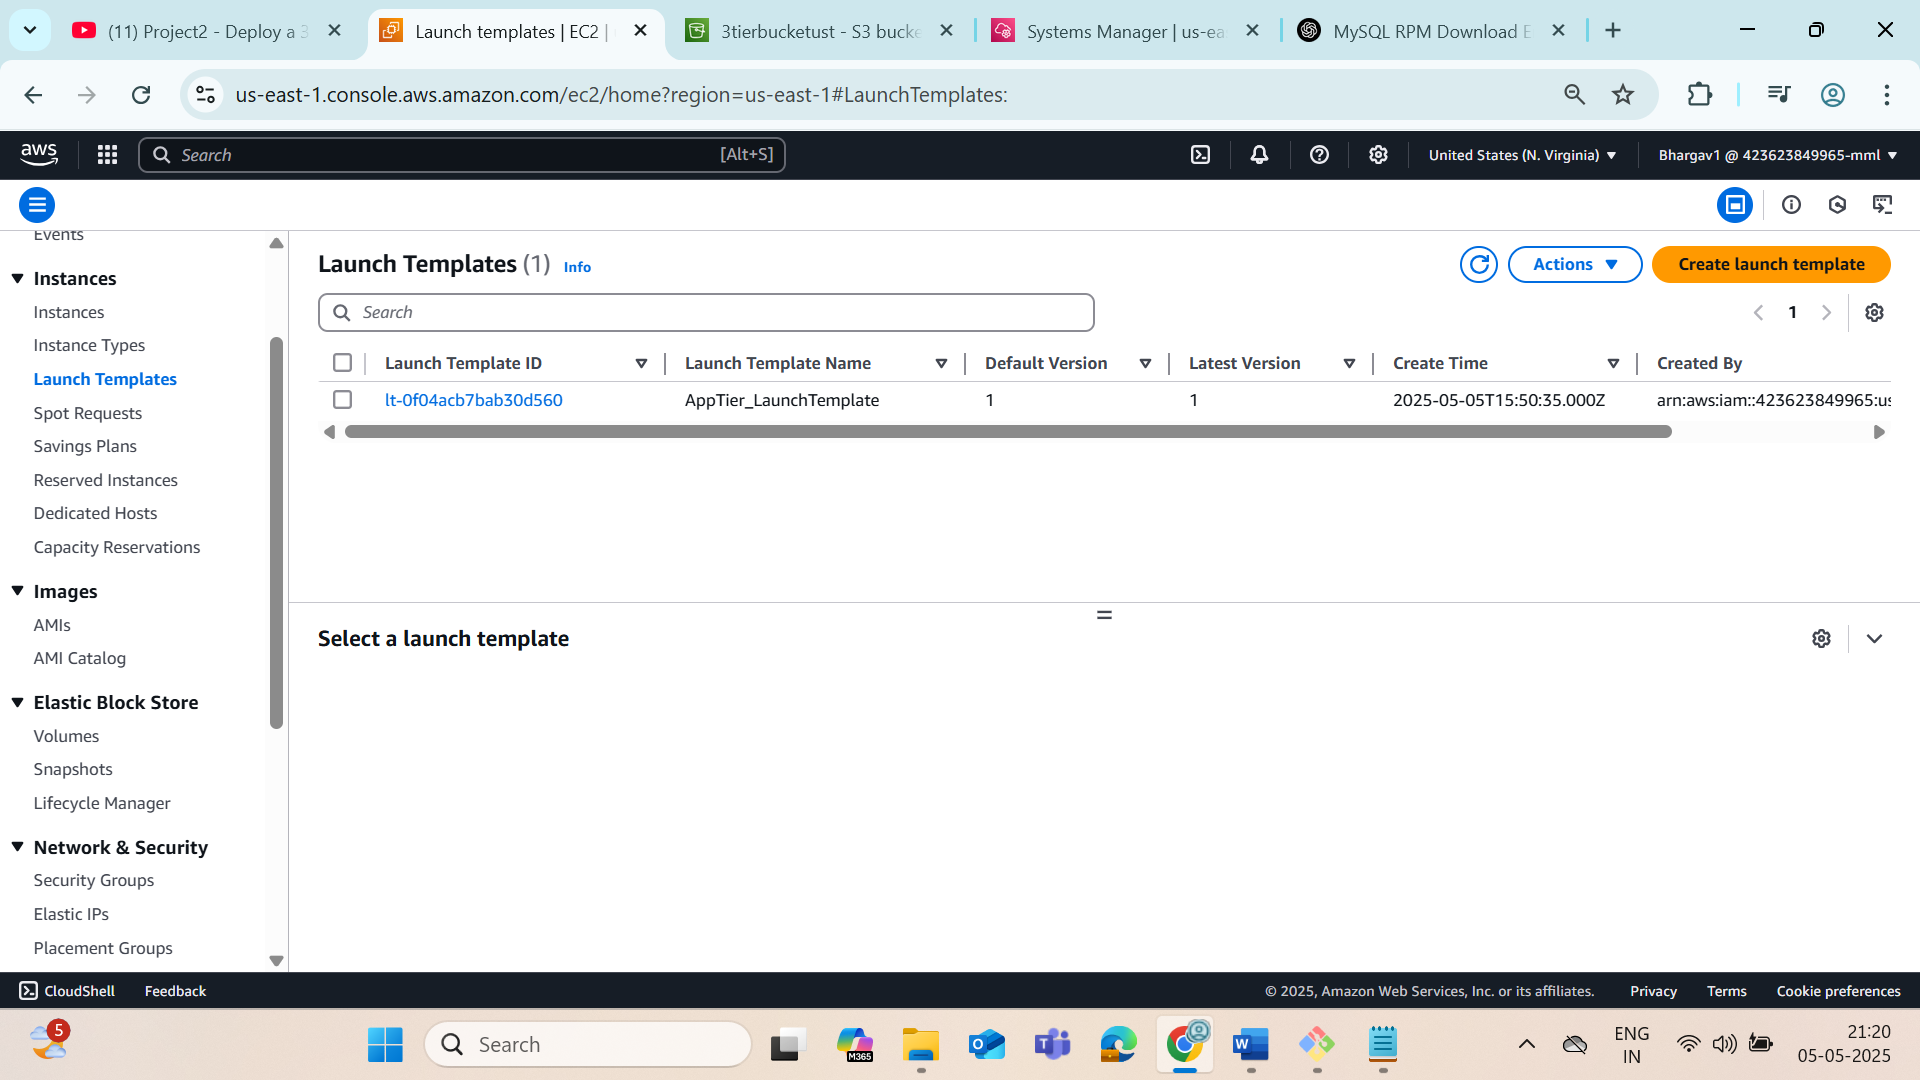 (11) Project2 - Deploy a 3
Launch templates | EC2 |
3tierbucketust - S3 bucke
Systems Manager | us-ea
MySQL RPM Download E
us-east-1.console.aws.amazon.com/ec2/home?region=us-east-1#LaunchTemplates:
aws
Search
[Alt+S]
United States (N. Virginia)
Bhargav1 @ 423623849965-mml
Events
Instances
Instances
Instance Types
Launch Templates
Spot Requests
Savings Plans
Reserved Instances
Dedicated Hosts
Capacity Reservations
Images
AMIs
AMI Catalog
Elastic Block Store
Volumes
Snapshots
Lifecycle Manager
Network & Security
Security Groups
Elastic IPs
Placement Groups
Launch Templates (1) Info
Actions
Create launch template
Search
1
Launch Template ID Launch Template Name Default Version Latest Version Create Time Created By
lt-0f04acb7bab30d560 AppTier_LaunchTemplate 1 1 2025-05-05T15:50:35.000Z arn:aws:iam::423623849965:us
Select a launch template
CloudShell Feedback
© 2025, Amazon Web Services, Inc. or its affiliates. Privacy Terms Cookie preferences
5
Search
M365
ENG
IN
21:20
05-05-2025